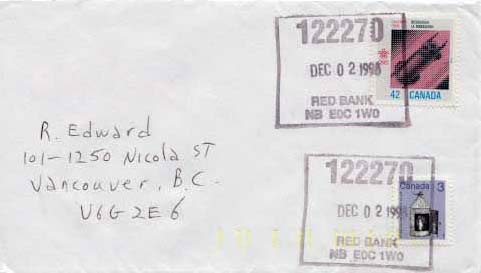 122270
DEC 02 1998
RED BANK
NB E0C 1W0
42 CANADA
R. Edward
101-1250 Nicola ST
Vancouver, B.C.
V6G 2E6
122270
Canada 3
DEC 02
RED BANK
NB E0C 1W0